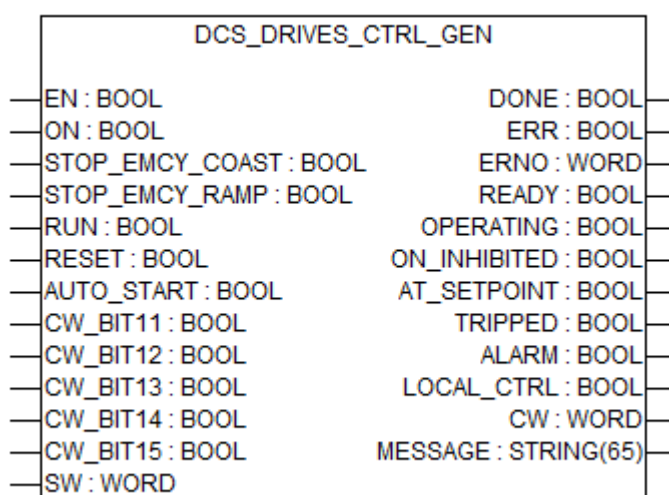 DCS_DRIVES_CTRL_GEN
EN : BOOL DONE : BOOL
ON : BOOL ERR : BOOL
STOP_EMCY_COAST : BOOL ERNO : WORD
STOP_EMCY_RAMP : BOOL READY : BOOL
RUN : BOOL OPERATING : BOOL
RESET : BOOL ON_INHIBITED : BOOL
AUTO_START : BOOL AT_SETPOINT : BOOL
CW_BIT11 : BOOL TRIPPED : BOOL
CW_BIT12 : BOOL ALARM : BOOL
CW_BIT13 : BOOL LOCAL_CTRL : BOOL
CW_BIT14 : BOOL CW : WORD
CW_BIT15 : BOOL MESSAGE : STRING(65)
SW : WORD